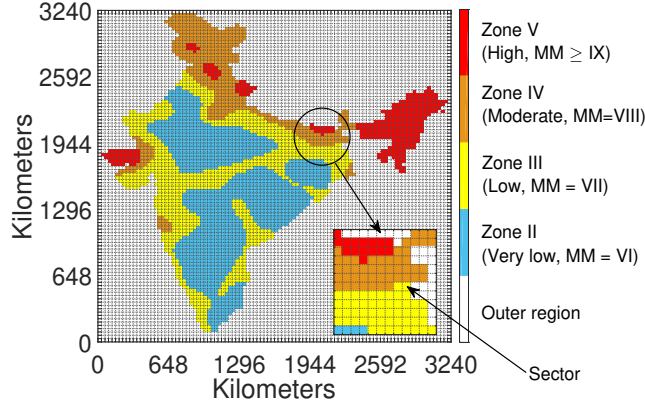 3240
2592
1944
1296
648
0
Kilometers
0 648 1296 1944 2592 3240
Kilometers
Zone V
(High, MM ≥ IX)
Zone IV
(Moderate, MM=VIII)
Zone III
(Low, MM = VII)
Zone II
(Very low, MM = VI)
Outer region
Sector